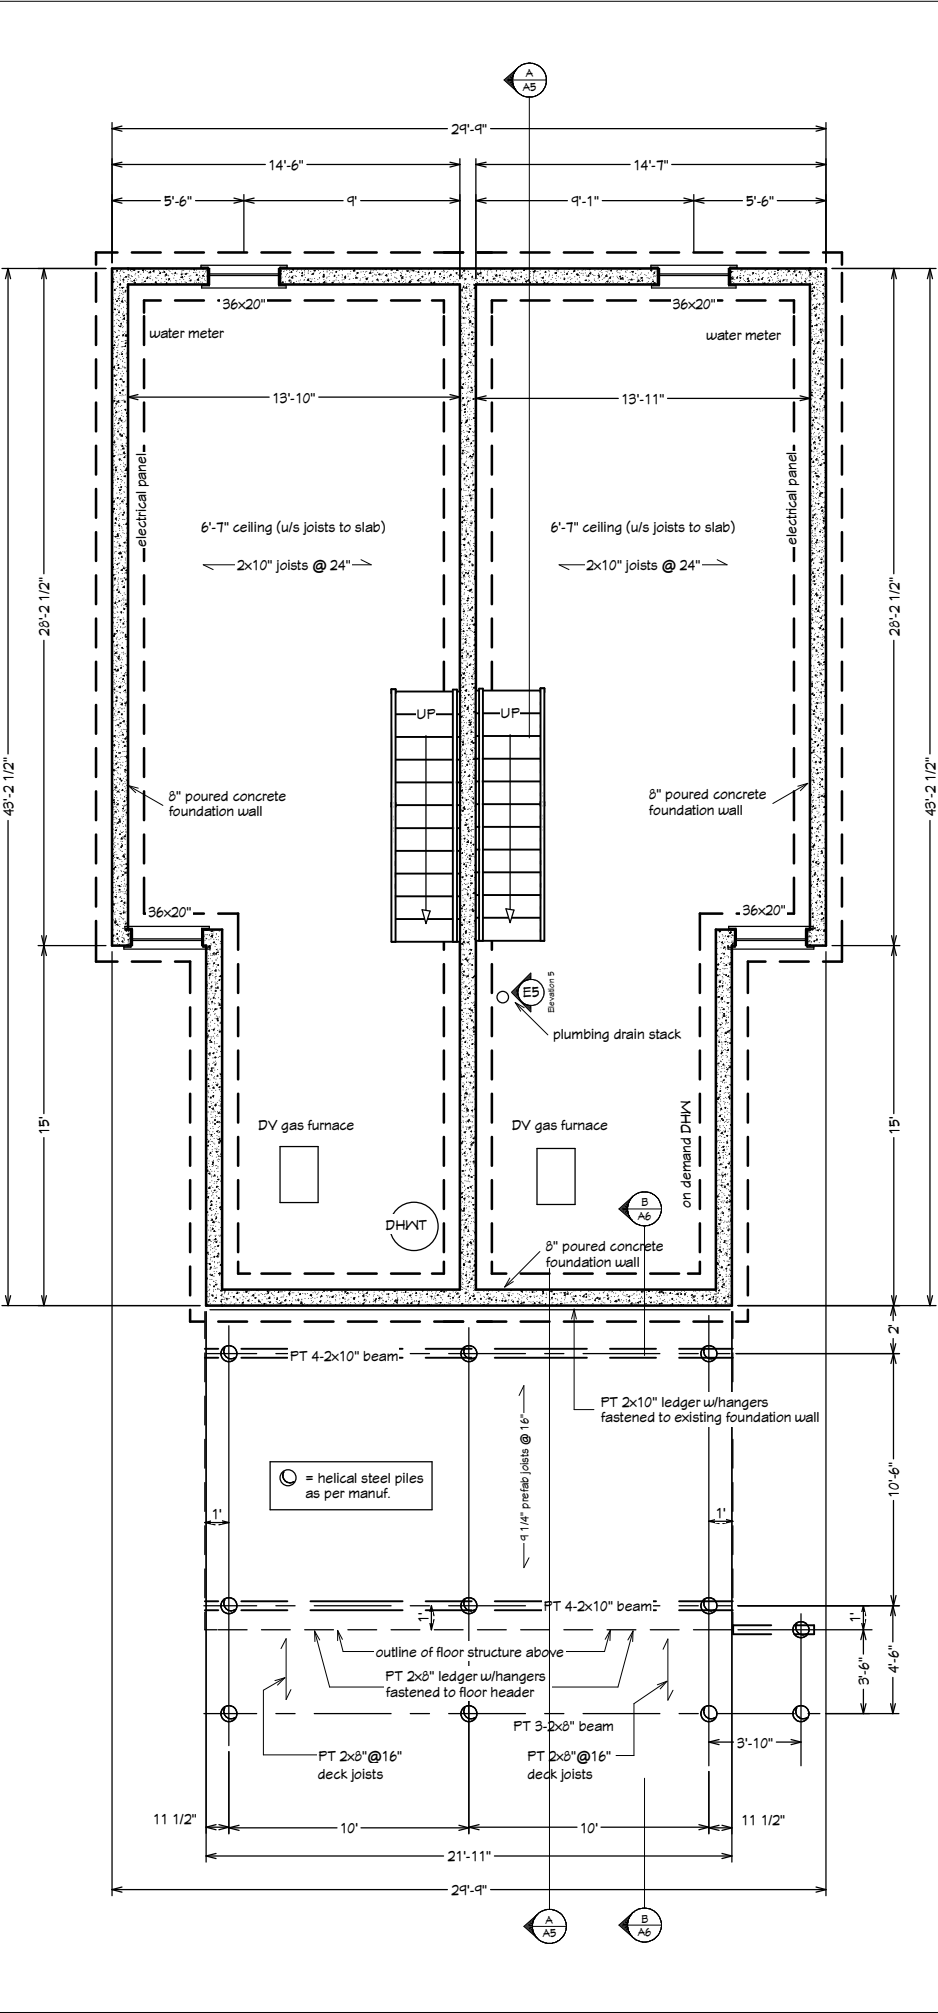 A
A5
29'-9"
14'-6"
14'-7"
5'-6"
9'
9'-1"
5'-6"
36x20"
36x20"
water meter
water meter
13'-10"
13'-11"
electrical panel
electrical panel
6'-7" ceiling (u/s joists to slab)
6'-7" ceiling (u/s joists to slab)
2x10" joists @ 24"
2x10" joists @ 24"
28'-2 1/2"
28'-2 1/2"
UP
UP
43'-2 1/2"
43'-2 1/2"
8" poured concrete
foundation wall
8" poured concrete
foundation wall
36x20"
36x20"
E5
Elevation 5
plumbing drain stack
15'
15'
DV gas furnace
DV gas furnace
on demand DHW
DHWT
B
A6
8" poured concrete
foundation wall
2'
PT 4-2x10" beam
PT 2x10" ledger w/hangers
fastened to existing foundation wall
9 1/4" prefab joists @ 16"
= helical steel piles
as per manuf.
10'-6"
1'
1'
PT 4-2x10" beam
1'
1'
outline of floor structure above
PT 2x8" ledger w/hangers
fastened to floor header
3'-6"
4'-6"
PT 3-2x8" beam
3'-10"
PT 2x8"@16"
deck joists
PT 2x8"@16"
deck joists
11 1/2"
10'
10'
11 1/2"
21'-11"
29'-9"
A
A5
B
A6